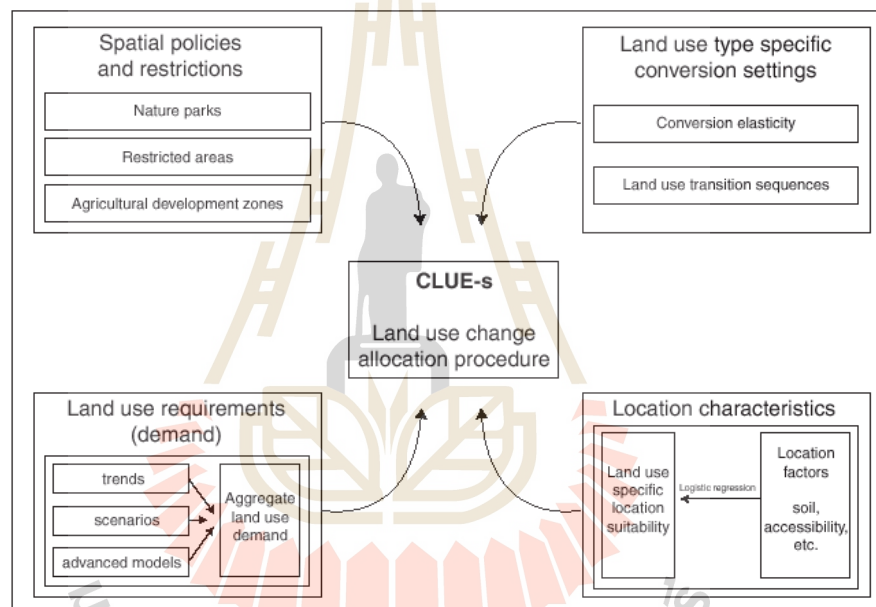 Spatial policies
and restrictions
Nature parks
Restricted areas
Agricultural development zones
Land use type specific
conversion settings
Conversion elasticity
Land use transition sequences
CLUE-s
Land use change
allocation procedure
Land use requirements
(demand)
trends
scenarios
advanced models
Aggregate
land use
demand
Location characteristics
Land use
specific
location
suitability
Logistic regression
Location
factors
soil,
accessibility,
etc.